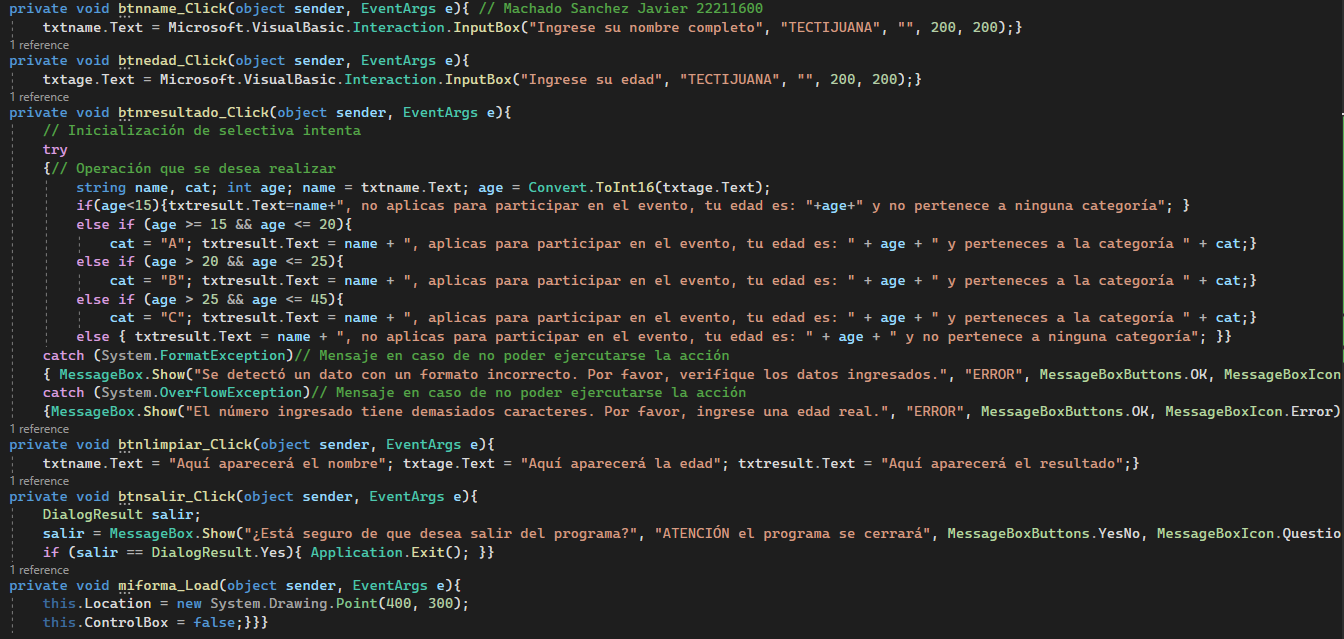 private void btnname_Click(object sender, EventArgs e){ // Machado Sanchez Javier 22211600
txtname.Text = Microsoft.VisualBasic.Interaction.InputBox("Ingrese su nombre completo", "TECTIJUANA", "", 200, 200);}
1 reference
private void btnedad_Click(object sender, EventArgs e){
txtage.Text = Microsoft.VisualBasic.Interaction.InputBox("Ingrese su edad", "TECTIJUANA", "", 200, 200);}
1 reference
private void btnresultado_Click(object sender, EventArgs e){
// Inicialización de selectiva intenta
try
{// Operación que se desea realizar
string name, cat; int age; name = txtname.Text; age = Convert.ToInt16(txtage.Text);
if(age<15){txtresult.Text=name+", no aplicas para participar en el evento, tu edad es: "+age+" y no pertenece a ninguna categoría"; }
else if (age >= 15 && age <= 20){
cat = "A"; txtresult.Text = name + ", aplicas para participar en el evento, tu edad es: " + age + " y perteneces a la categoría " + cat;}
else if (age > 20 && age <= 25){
cat = "B"; txtresult.Text = name + ", aplicas para participar en el evento, tu edad es: " + age + " y perteneces a la categoría " + cat;}
else if (age > 25 && age <= 45){
cat = "C"; txtresult.Text = name + ", aplicas para participar en el evento, tu edad es: " + age + " y perteneces a la categoría " + cat;}
else { txtresult.Text = name + ", no aplicas para participar en el evento, tu edad es: " + age + " y no pertenece a ninguna categoría"; }}
catch (System.FormatException)// Mensaje en caso de no poder ejercutarse la acción
{ MessageBox.Show("Se detectó un dato con un formato incorrecto. Por favor, verifique los datos ingresados.", "ERROR", MessageBoxButtons.OK, MessageBoxIcon
catch (System.OverflowException)// Mensaje en caso de no poder ejercutarse la acción
{MessageBox.Show("El número ingresado tiene demasiados caracteres. Por favor, ingrese una edad real.", "ERROR", MessageBoxButtons.OK, MessageBoxIcon.Error)
1 reference
private void btnlimpiar_Click(object sender, EventArgs e){
txtname.Text = "Aquí aparecerá el nombre"; txtage.Text = "Aquí aparecerá la edad"; txtresult.Text = "Aquí aparecerá el resultado";}
1 reference
private void btnsalir_Click(object sender, EventArgs e){
DialogResult salir;
salir = MessageBox.Show("¿Está seguro de que desea salir del programa?", "ATENCIÓN el programa se cerrará", MessageBoxButtons.YesNo, MessageBoxIcon.Questio
if (salir == DialogResult.Yes){ Application.Exit(); }}
1 reference
private void miforma_Load(object sender, EventArgs e){
this.Location = new System.Drawing.Point(400, 300);
this.ControlBox = false;}}}